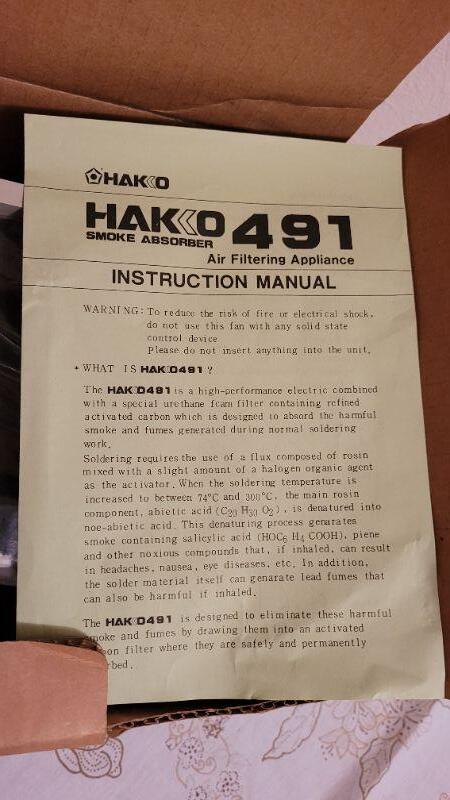 HAKKO
HAKKO 491
SMOKE ABSORBER
Air Filtering Appliance
INSTRUCTION MANUAL
WARNING: To reduce the risk of fire or electrical shock,
do not use this fan with any solid state
control device
Please do not insert anything into the unit.
• WHAT IS HAKKO491?
The HAKKO491 is a high-performance electric combined
with a special urethane foam filter containing refined
activated carbon which is designed to absord the harmful
smoke and fumes generated during normal soldering
work.
Soldering requires the use of a flux composed of rosin
mixed with a slight amount of a halogen organic agent
as the activator. When the soldering temperature is
increased to between 74°C and 300°C, the main rosin
component, abietic acid (C20 H30 O2), is denatured into
noe-abietic acid. This denaturing process genarates
smoke containing salicylic acid (HOC6 H4 COOH), piene
and other noxious compounds that, if inhaled, can result
in headaches, nausea, eye diseases, etc. In addition,
the solder material itself can genarate lead fumes that
can also be harmful if inhaled.
The HAKKO491 is designed to eliminate these harmful
smoke and fumes by drawing them into an activated
filter where they are safely and permanently